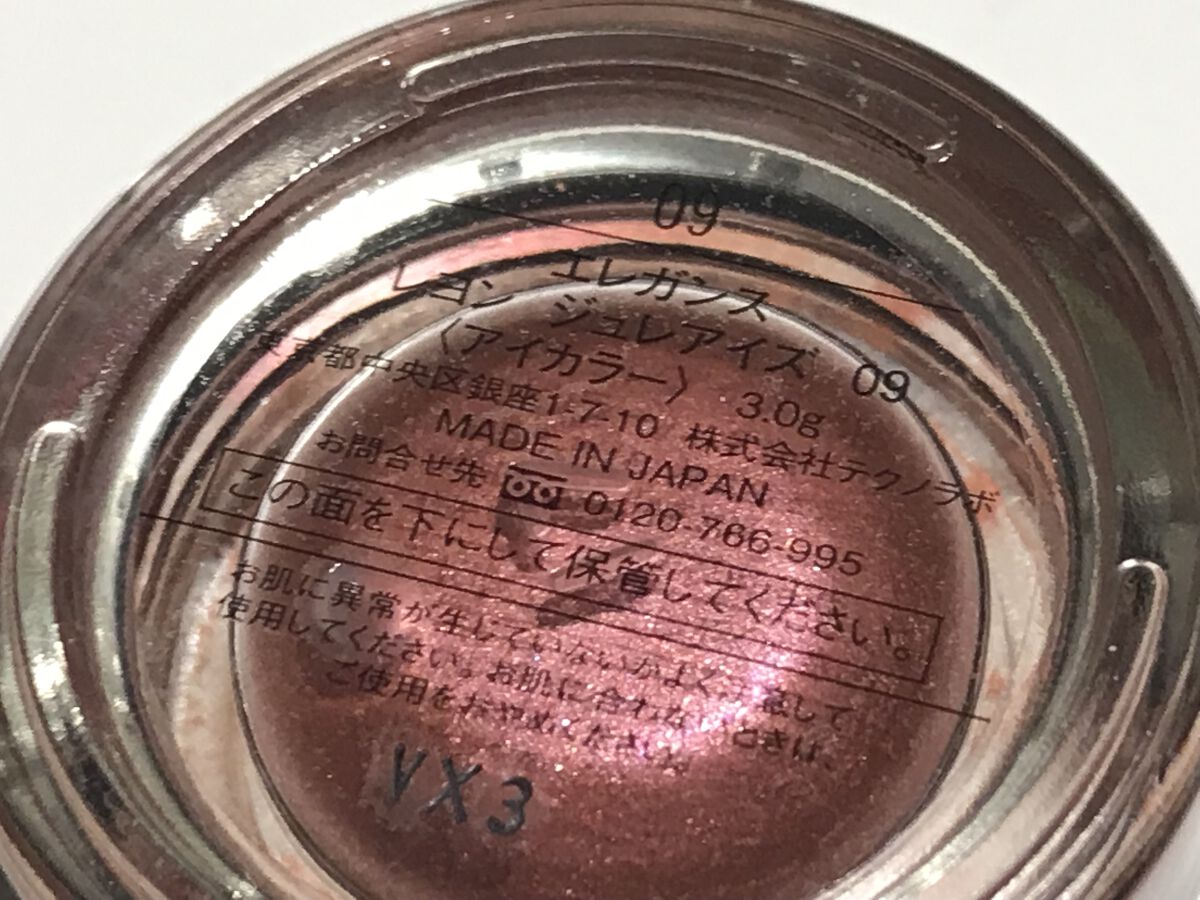 09
エレガンス
レヨン ジュレアイズ 09
〈アイカラー〉 3.0g
東京都中央区銀座1-7-10 株式会社テクノラボ
MADE IN JAPAN
お問合せ先 0120-766-995
この面を下にして保管してください。
お肌に異常が生じていないかよく注意して
使用してください。お肌に合わないときは、
ご使用をおやめください。
VX3